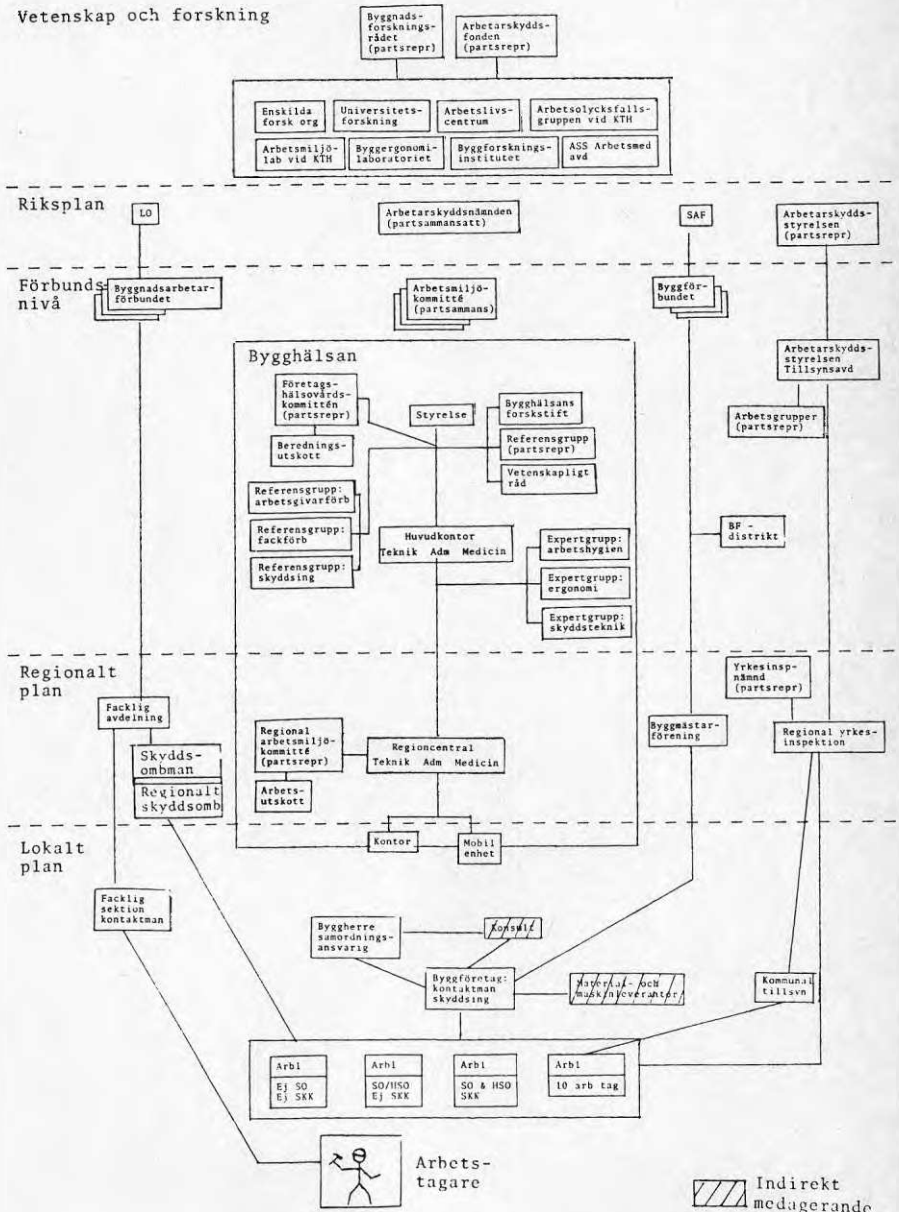 Vetenskap och forskning
Byggnads-
forsknings-
rådet
(partsrepr)
Arbetarskydds-
fonden
(partsrepr)
Enskilda
forsk org
Universitets-
forskning
Arbetslivs-
centrum
Arbetsolycksfalls-
gruppen vid KTH
Arbetsmiljö-
lab vid KTH
Byggergonomi-
laboratoriet
Byggforsknings-
institutet
ASS Arbetsmed
avd
Riksplan
LO
Arbetarskyddsnämnden
(partsammansatt)
SAF
Arbetarskydds-
styrelsen
(partsrepr)
Förbunds-
nivå
Byggnadsarbetar-
förbundet
Arbetsmiljö-
kommitté
(partsammans)
Byggför-
bundet
Arbetarskydds-
styrelsen
Tillsynsavd
Arbetsgrupper
(partsrepr)
Bygghälsan
Företags-
hälsovårds-
kommittén
(partsrepr)
Berednings-
utskott
Styrelse
Bygghälsans
forskstift
Referensgrupp
(partsrepr)
Vetenskapligt
råd
Referensgrupp:
arbetsgivarförb
Referensgrupp:
fackförb
Referensgrupp:
skyddsing
Huvudkontor
Teknik Adm Medicin
Expertgrupp:
arbetshygien
Expertgrupp:
ergonomi
Expertgrupp:
skyddsteknik
BF -
distrikt
Regionalt
plan
Facklig
avdelning
Skydds-
ombman
Regionalt
skyddsomb
Regional
arbetsmiljö-
kommitté
(partsrepr)
Arbets-
utskott
Regioncentral
Teknik Adm Medicin
Byggmästar-
förening
Yrkesinsp-
nämnd
(partsrepr)
Regional yrkes-
inspektion
Lokalt
plan
Kontor
Mobil
enhet
Facklig
sektion
kontaktman
Byggherre
samordnings-
ansvarig
Konsult
Byggföretag:
kontaktman
skyddsing
Material- och
maskinleverantör
Kommunal
tillsyn
Arbl
Ej SO
Ej SKK
Arbl
SO/HSO
Ej SKK
Arbl
SO & HSO
SKK
Arbl
10 arb tag
Arbets-
tagare
Indirekt
medagerande